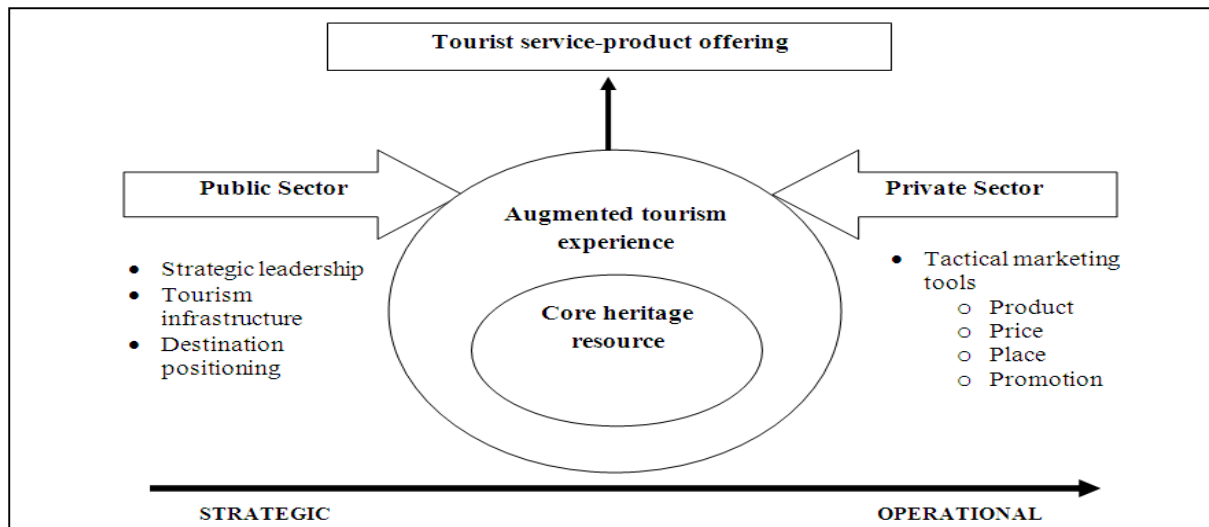 Tourist service-product offering
Public Sector
Private Sector
Augmented tourism
experience
Core heritage
resource
• Strategic leadership
• Tourism
infrastructure
• Destination
positioning
• Tactical marketing
tools
o Product
o Price
o Place
o Promotion
STRATEGIC
OPERATIONAL